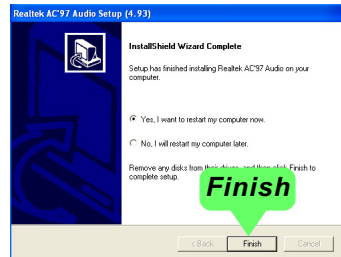 Realtek AC'97 Audio Setup (4.93)
InstallShield Wizard Complete
Setup has finished installing Realtek AC'97 Audio on your
computer.
Yes, I want to restart my computer now.
No, I will restart my computer later.
Remove any disks from their drives, and then click Finish to
complete setup.
Finish
< Back
Finish
Cancel